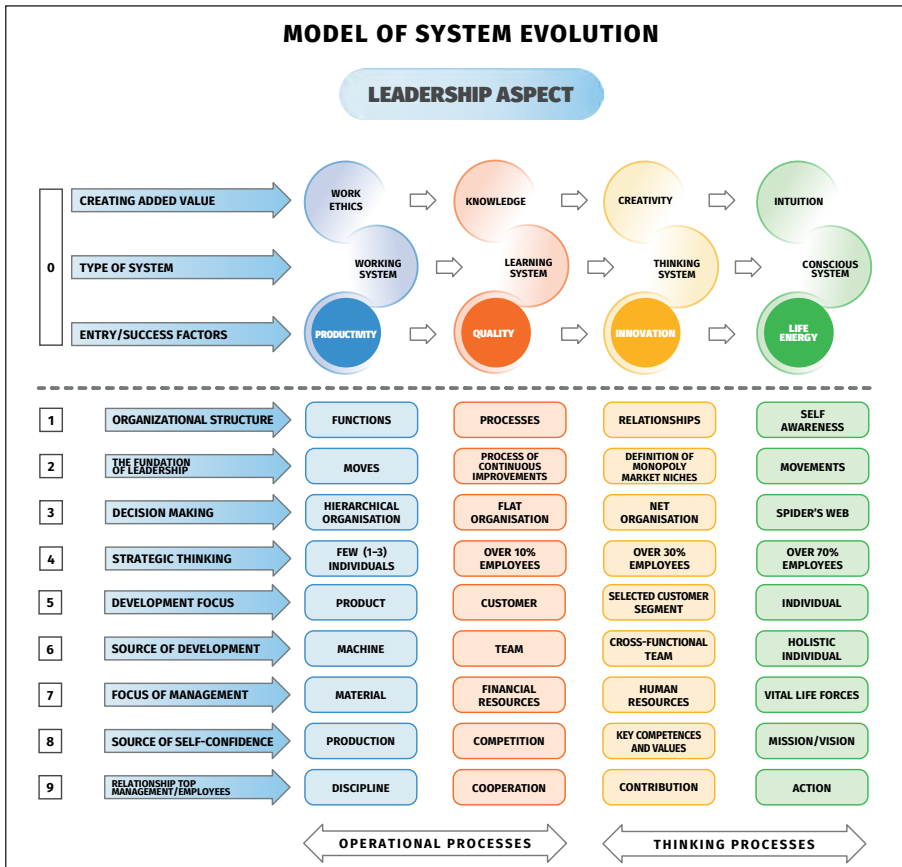 MODEL OF SYSTEM EVOLUTION
LEADERSHIP ASPECT
0
CREATING ADDED VALUE
WORK
ETHICS
KNOWLEDGE
CREATIVITY
INTUITION
TYPE OF SYSTEM
WORKING
SYSTEM
LEARNING
SYSTEM
THINKING
SYSTEM
CONSCIOUS
SYSTEM
ENTRY/SUCCESS FACTORS
PRODUCTIVITY
QUALITY
INNOVATION
LIFE
ENERGY
1
ORGANIZATIONAL STRUCTURE
FUNCTIONS
PROCESSES
RELATIONSHIPS
SELF
AWARENESS
2
THE FUNDATION
OF LEADERSHIP
MOVES
PROCESS OF
CONTINUOUS
IMPROVEMENTS
DEFINITION OF
MONOPOLY
MARKET NICHES
MOVEMENTS
3
DECISION MAKING
HIERARCHICAL
ORGANISATION
FLAT
ORGANISATION
NET
ORGANISATION
SPIDER'S WEB
4
STRATEGIC THINKING
FEW (1-3)
INDIVIDUALS
OVER 10%
EMPLOYEES
OVER 30%
EMPLOYEES
OVER 70%
EMPLOYEES
5
DEVELOPMENT FOCUS
PRODUCT
CUSTOMER
SELECTED CUSTOMER
SEGMENT
INDIVIDUAL
6
SOURCE OF DEVELOPMENT
MACHINE
TEAM
CROSS-FUNCTIONAL
TEAM
HOLISTIC
INDIVIDUAL
7
FOCUS OF MANAGEMENT
MATERIAL
FINANCIAL
RESOURCES
HUMAN
RESOURCES
VITAL LIFE FORCES
8
SOURCE OF SELF-CONFIDENCE
PRODUCTION
COMPETITION
KEY COMPETENCES
AND VALUES
MISSION/VISION
9
RELATIONSHIP TOP
MANAGEMENT/EMPLOYEES
DISCIPLINE
COOPERATION
CONTRIBUTION
ACTION
OPERATIONAL PROCESSES
THINKING PROCESSES